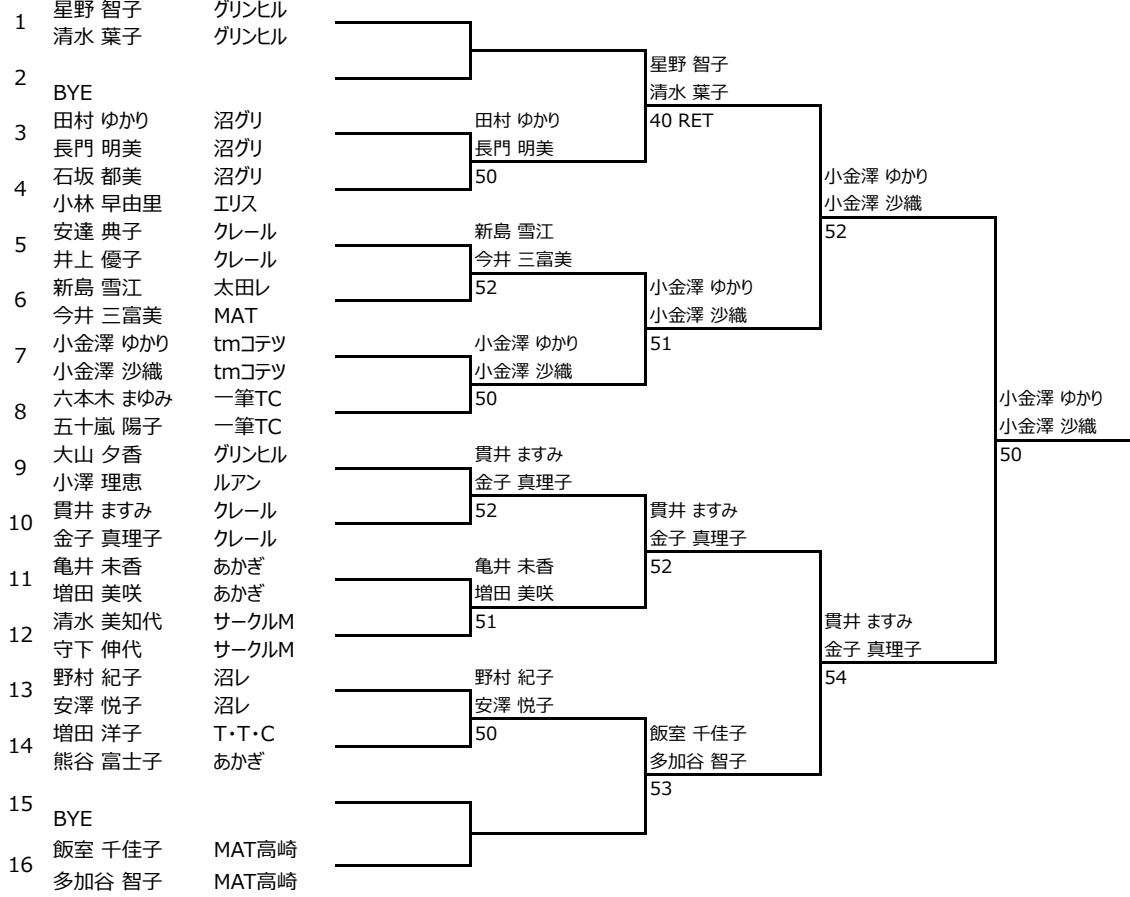 星野 智子 グリンヒル
1
清水 葉子 グリンヒル
2
BYE
3
田村 ゆかり 沼グリ
長門 明美 沼グリ
4
石坂 都美 沼グリ
小林 早由里 エリス
5
安達 典子 クレール
井上 優子 クレール
6
新島 雪江 太田レ
今井 三富美 MAT
7
小金澤 ゆかり tmコテツ
小金澤 沙織 tmコテツ
8
六本木 まゆみ 一筆TC
五十嵐 陽子 一筆TC
9
大山 夕香 グリンヒル
小澤 理恵 ルアン
10
貫井 ますみ クレール
金子 真理子 クレール
11
亀井 未香 あかぎ
増田 美咲 あかぎ
12
清水 美知代 サークルM
守下 伸代 サークルM
13
野村 紀子 沼レ
安澤 悦子 沼レ
14
増田 洋子 T・T・C
熊谷 富士子 あかぎ
15
BYE
16
飯室 千佳子 MAT高崎
多加谷 智子 MAT高崎
田村 ゆかり
長門 明美
50
新島 雪江
今井 三富美
52
小金澤 ゆかり
小金澤 沙織
50
貫井 ますみ
金子 真理子
52
亀井 未香
増田 美咲
51
野村 紀子
安澤 悦子
50
星野 智子
清水 葉子
40 RET
小金澤 ゆかり
小金澤 沙織
51
貫井 ますみ
金子 真理子
52
飯室 千佳子
多加谷 智子
53
小金澤 ゆかり
小金澤 沙織
52
貫井 ますみ
金子 真理子
54
小金澤 ゆかり
小金澤 沙織
50